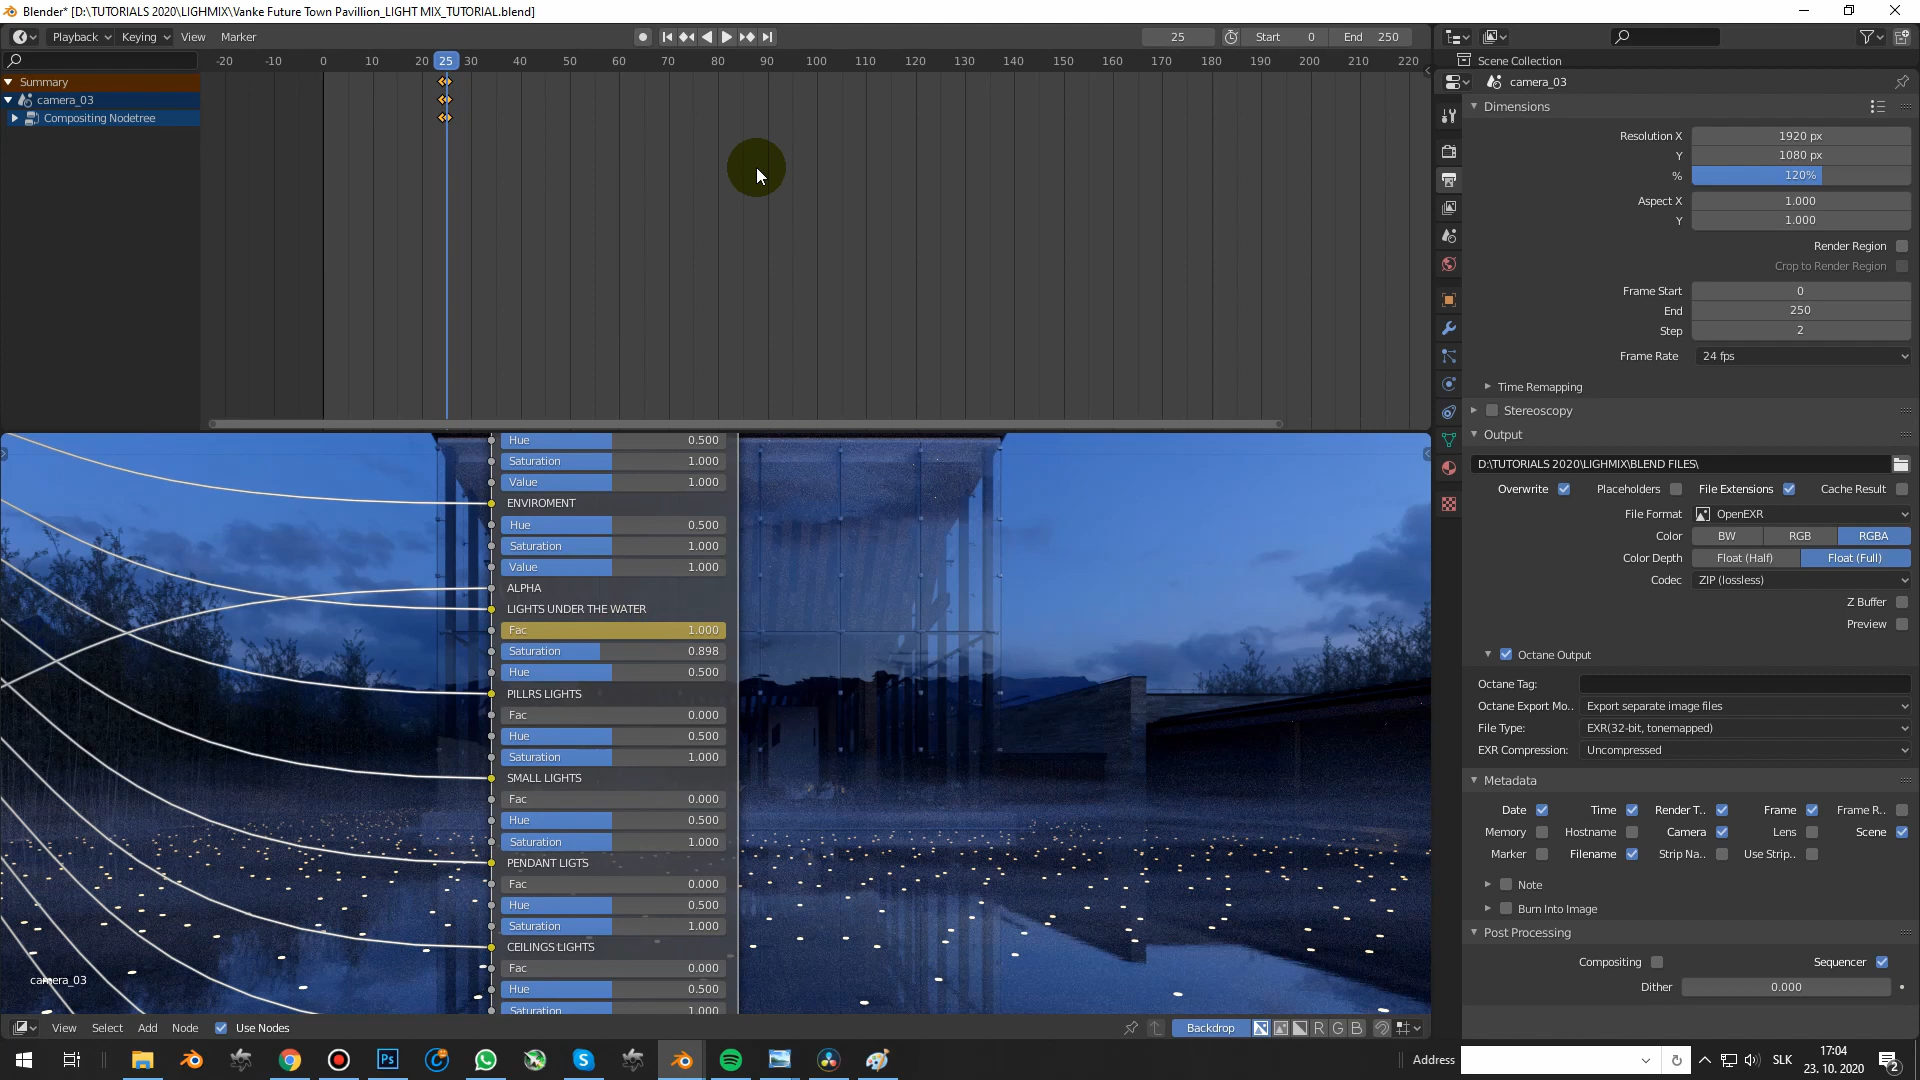 Blender* [D:\TUTORIALS 2020\LIGHMIX\Vanke Future Town Pavillion_LIGHT MIX_TUTORIAL.blend]
Playback Keying View Marker 25 Start 0 End 250
-20 -10 0 10 20 25 30 40 50 60 70 80 90 100 110 120 130 140 150 160 170 180 190 200 210 220
Summary
camera_03
Compositing Nodetree
Scene Collection
camera_03
Dimensions
Resolution X 1920 px
Y 1080 px
% 120%
Aspect X 1.000
Y 1.000
Render Region
Crop to Render Region
Frame Start 0
End 250
Step 2
Frame Rate 24 fps
Time Remapping
Stereoscopy
Output
D:\TUTORIALS 2020\LIGHMIX\BLEND FILES\
Overwrite Placeholders File Extensions Cache Result
File Format OpenEXR
Color BW RGB RGBA
Color Depth Float (Half) Float (Full)
Codec ZIP (lossless)
Z Buffer
Preview
Octane Output
Octane Tag:
Octane Export Mo.. Export separate image files
File Type: EXR(32-bit, tonemapped)
EXR Compression: Uncompressed
Metadata
Date Time Render T.. Frame Frame R..
Memory Hostname Camera Lens Scene
Marker Filename Strip Na.. Use Strip..
Note
Burn Into Image
Post Processing
Compositing Sequencer
Dither 0.000
Hue 0.500
Saturation 1.000
Value 1.000
ENVIROMENT
Hue 0.500
Saturation 1.000
Value 1.000
ALPHA
LIGHTS UNDER THE WATER
Fac 1.000
Saturation 0.898
Hue 0.500
PILLRS LIGHTS
Fac 0.000
Hue 0.500
Saturation 1.000
SMALL LIGHTS
Fac 0.000
Hue 0.500
Saturation 1.000
PENDANT LIGTS
Fac 0.000
Hue 0.500
Saturation 1.000
CEILINGS LIGHTS
Fac 0.000
Hue 0.500
Saturation 1.000
camera_03
View Select Add Node Use Nodes Backdrop R G B
Ps Address SLK 17:04
23. 10. 2020 2